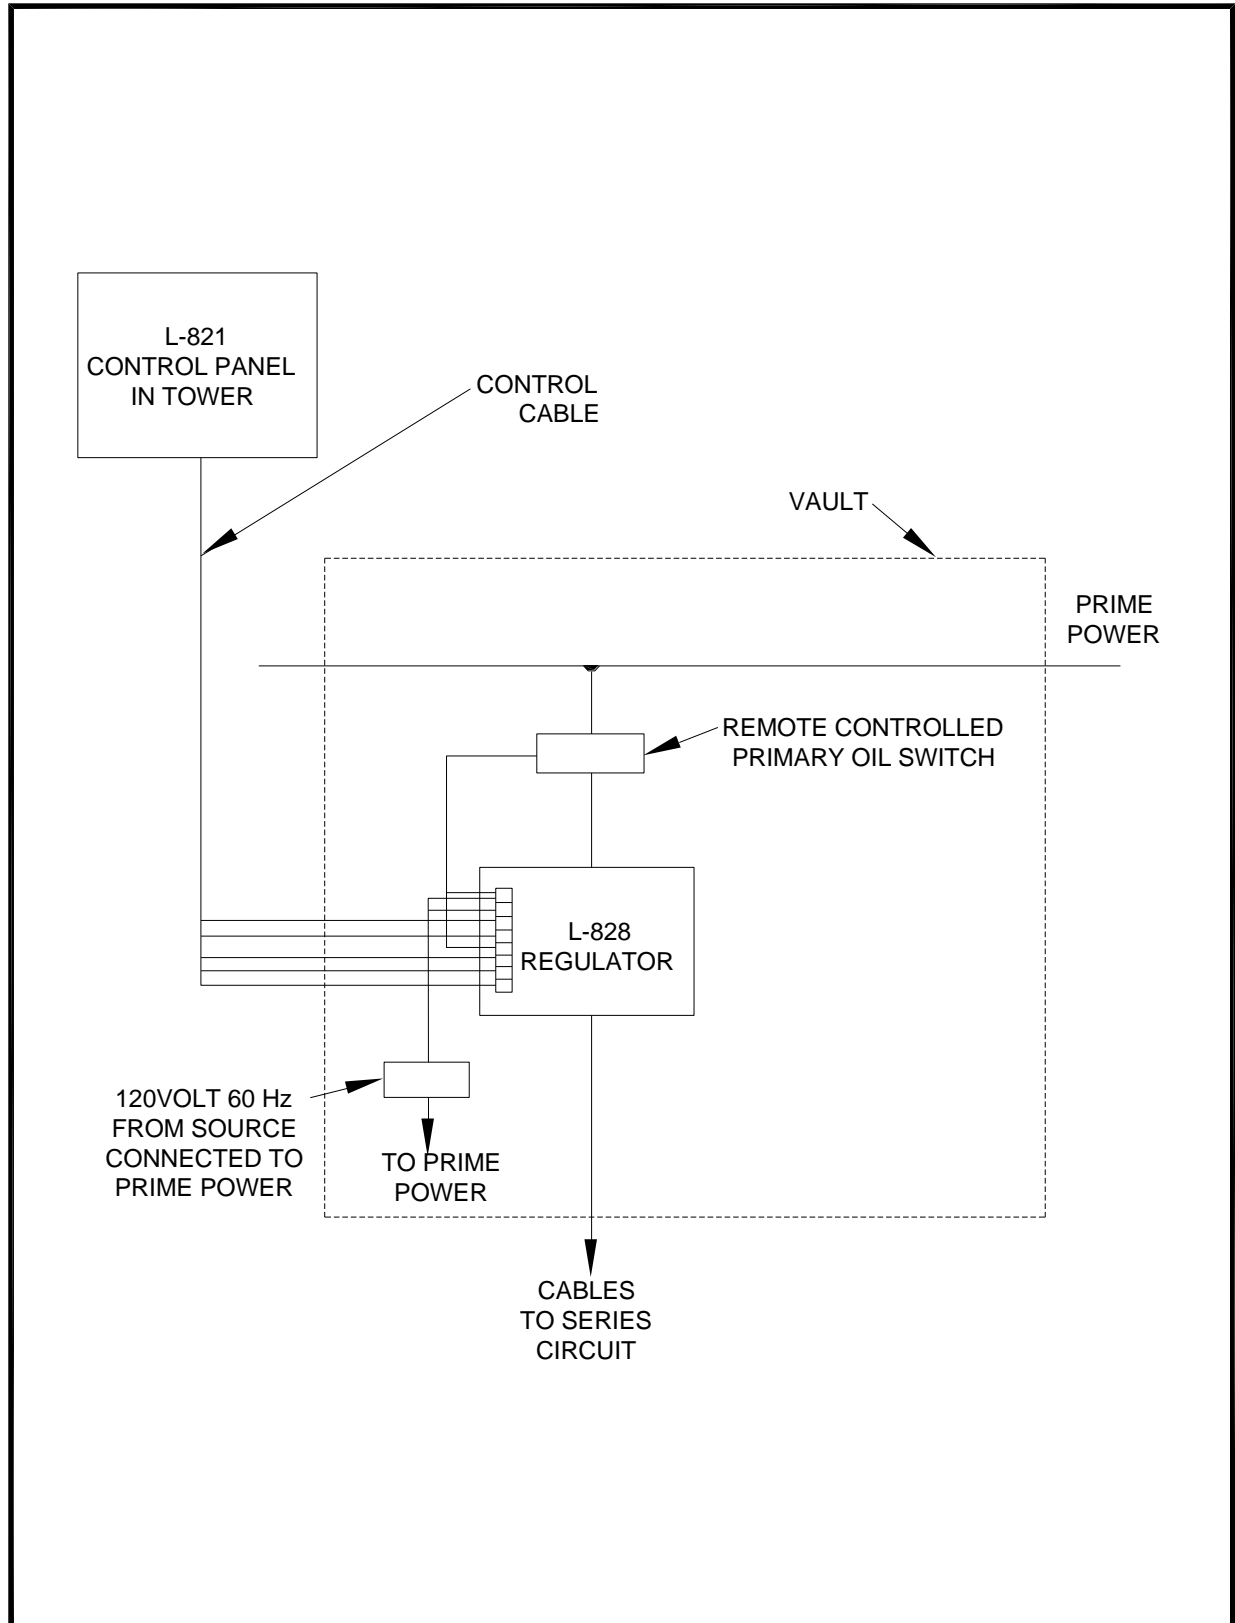 L-821
CONTROL PANEL
IN TOWER
CONTROL
CABLE
VAULT
PRIME
POWER
REMOTE CONTROLLED
PRIMARY OIL SWITCH
L-828
REGULATOR
120VOLT 60 Hz
FROM SOURCE
CONNECTED TO
PRIME POWER
TO PRIME
POWER
CABLES
TO SERIES
CIRCUIT